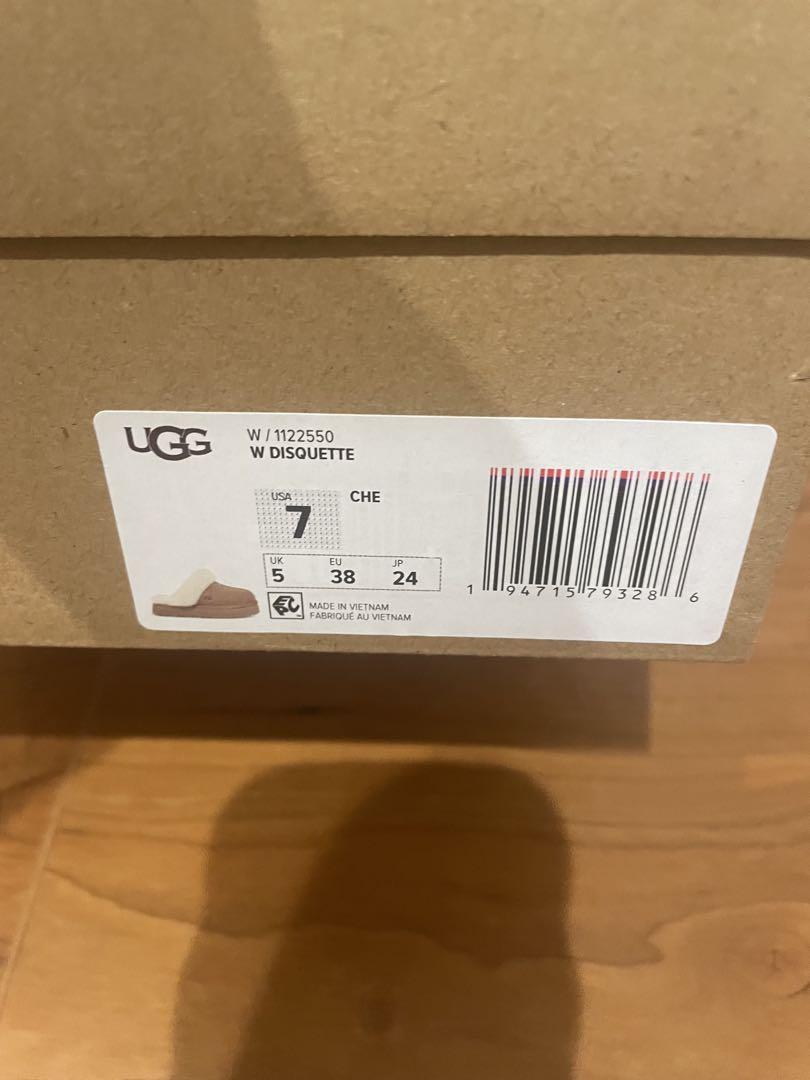 UGG
W / 1122550
W DISQUETTE
USA
7
CHE
UK
5
EU
38
JP
24
MADE IN VIETNAM
FABRIQUÉ AU VIETNAM
1 94715 79328 6